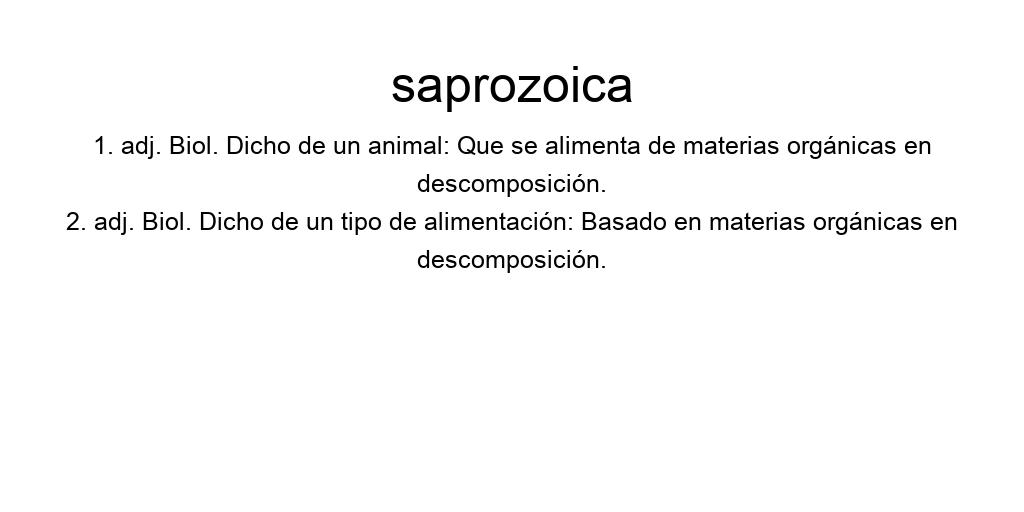 saprozoica
1. adj. Biol. Dicho de un animal: Que se alimenta de materias orgánicas en
descomposición.
2. adj. Biol. Dicho de un tipo de alimentación: Basado en materias orgánicas en
descomposición.